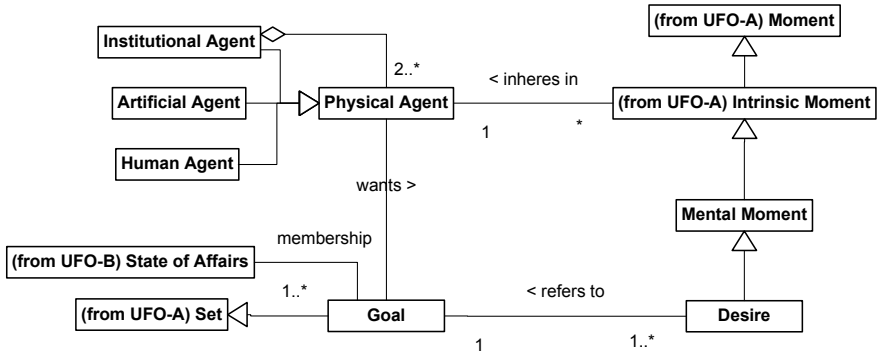 (from UFO-A) Moment
Institutional Agent
2..*
< inheres in
Artificial Agent
Physical Agent
(from UFO-A) Intrinsic Moment
1
*
Human Agent
wants >
Mental Moment
membership
(from UFO-B) State of Affairs
1..*
< refers to
(from UFO-A) Set
Goal
Desire
1
1..*